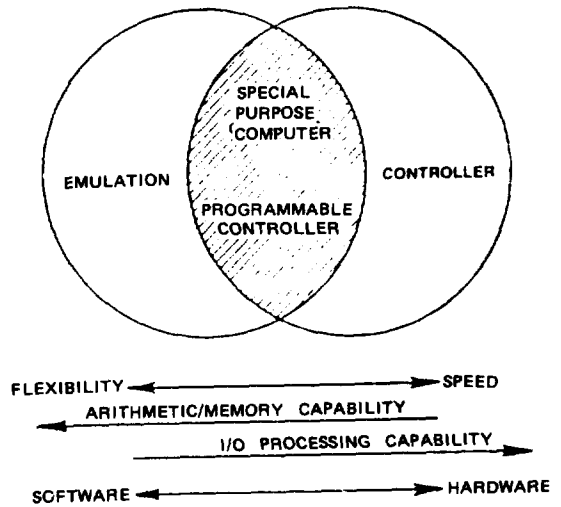 SPECIAL
PURPOSE
COMPUTER
EMULATION
CONTROLLER
PROGRAMMABLE
CONTROLLER
FLEXIBILITY
SPEED
ARITHMETIC/MEMORY CAPABILITY
I/O PROCESSING CAPABILITY
SOFTWARE
HARDWARE